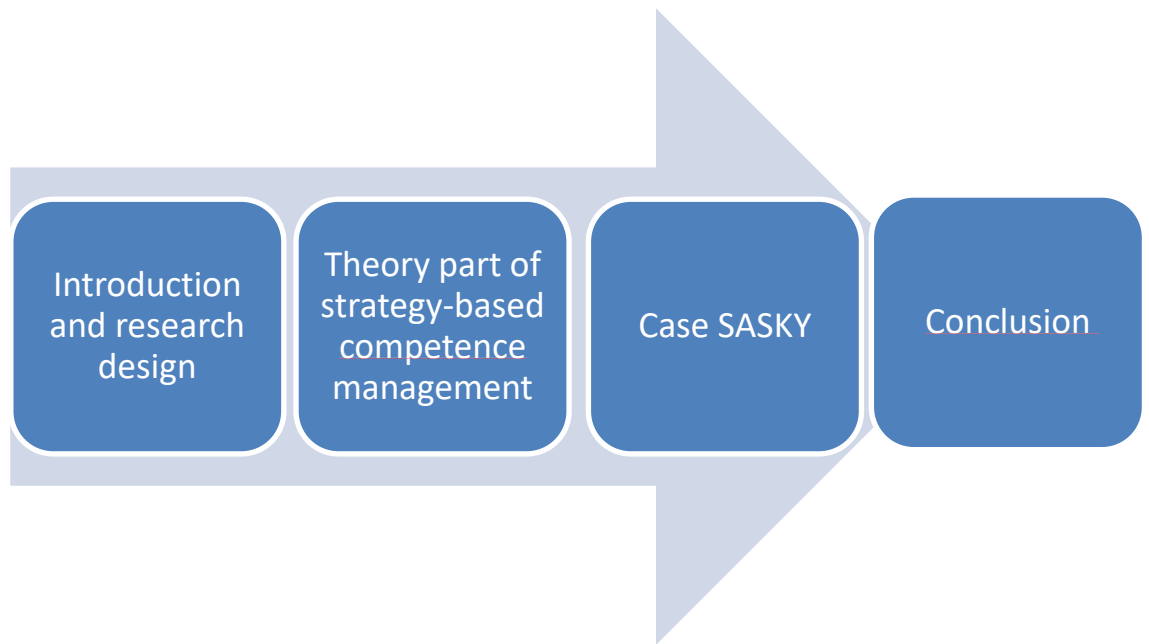 Introduction
and research
design
Theory part of
strategy-based
competence
management
Case SASKY
Conclusion